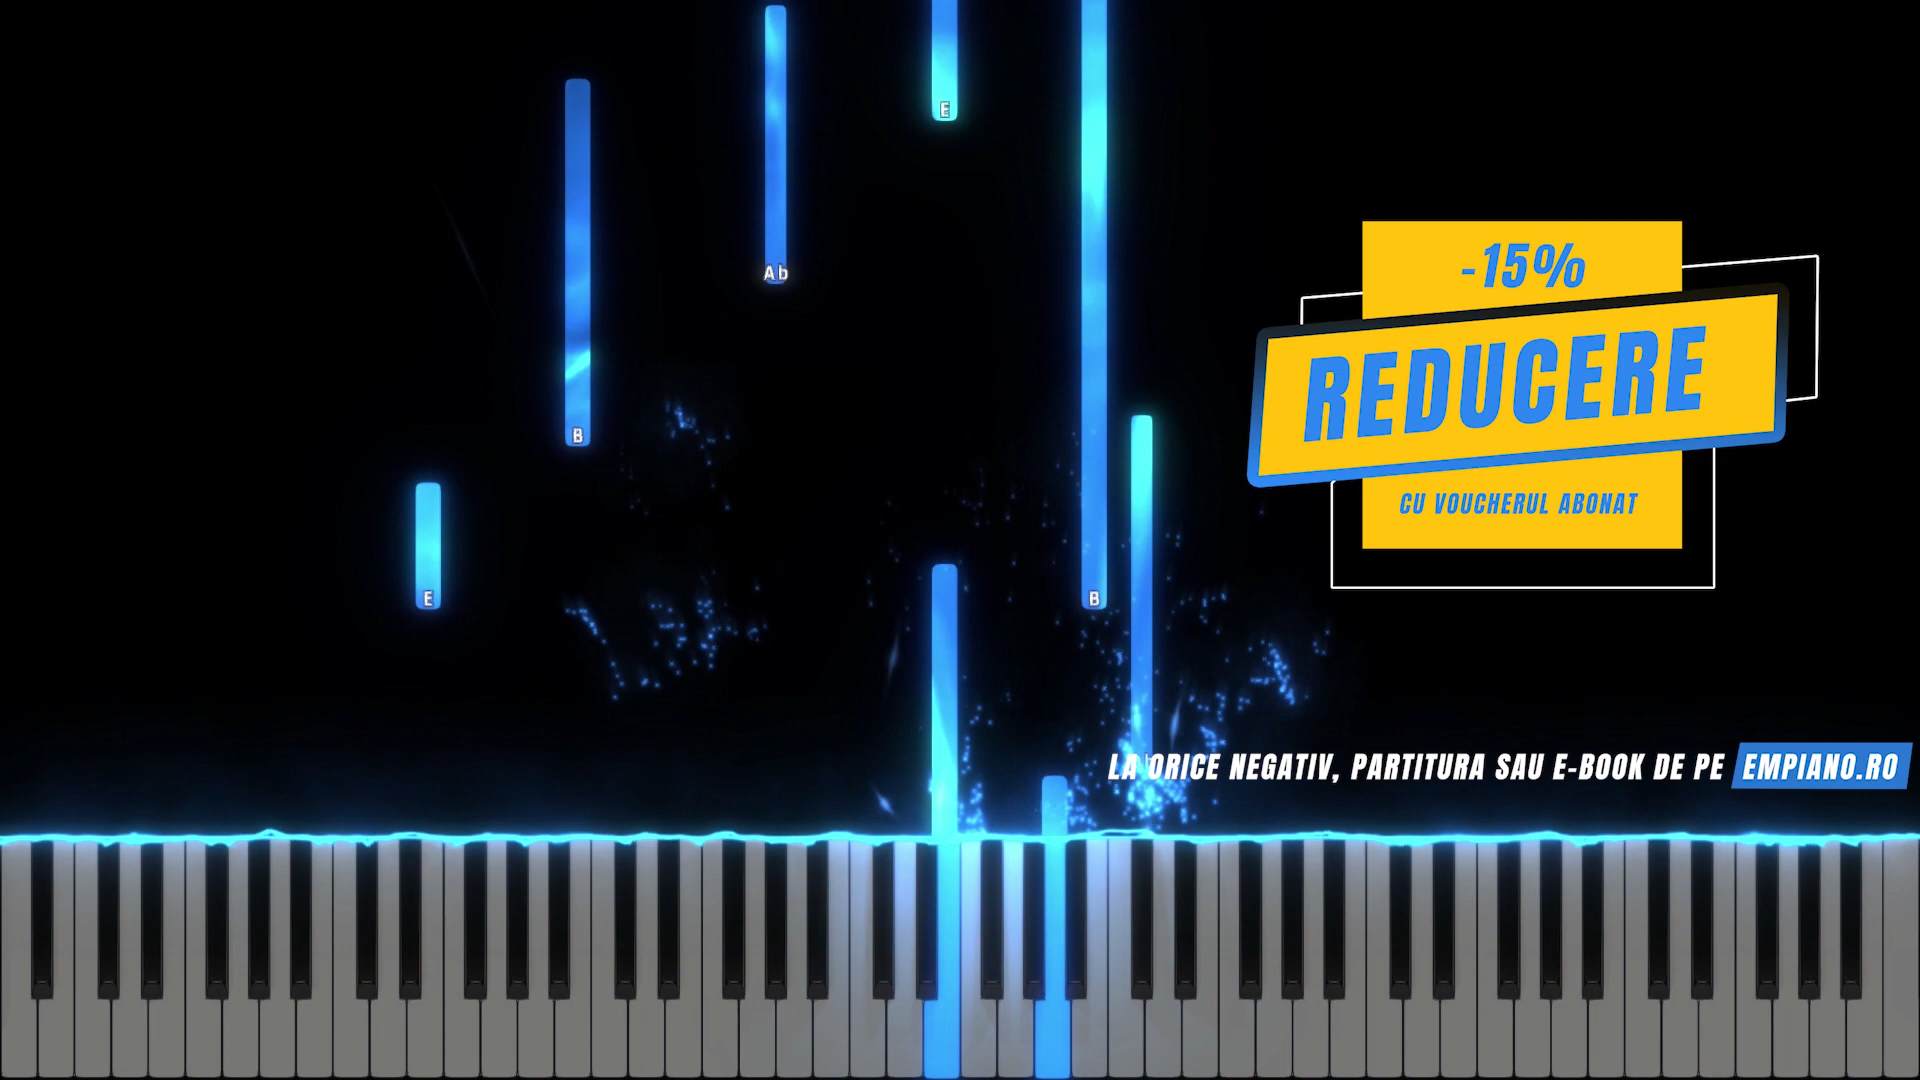 E
Ab
B
E
B
-15%
REDUCERE
CU VOUCHERUL ABONAT
LA ORICE NEGATIV, PARTITURA SAU E-BOOK DE PE EMPIANO.RO